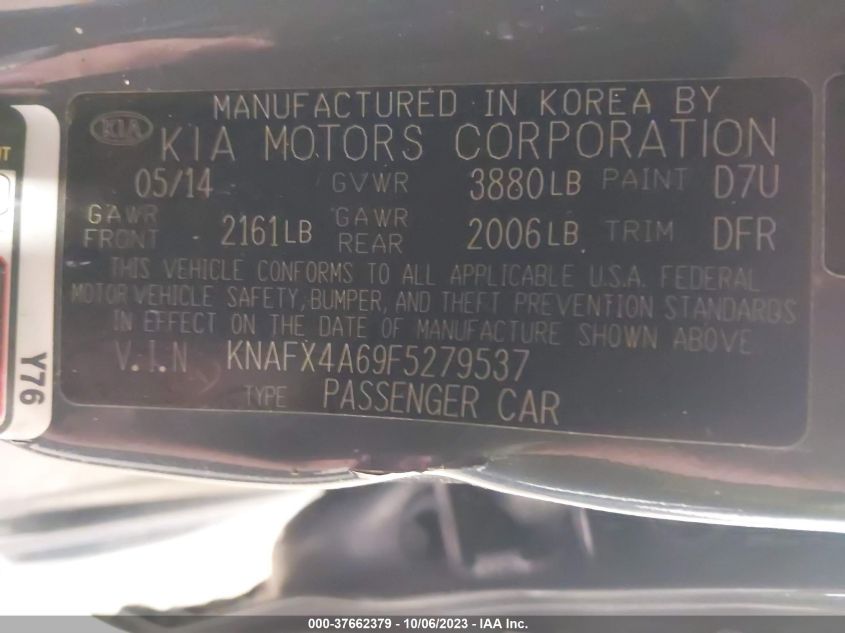 MANUFACTURED IN KOREA BY
KIA KIA MOTORS CORPORATION
05/14 GVWR 3880LB PAINT D7U
GAWR FRONT 2161LB GAWR REAR 2006LB TRIM DFR
THIS VEHICLE CONFORMS TO ALL APPLICABLE U.S.A. FEDERAL
MOTOR VEHICLE SAFETY, BUMPER, AND THEFT PREVENTION STANDARDS
IN EFFECT ON THE DATE OF MANUFACTURE SHOWN ABOVE.
V.I.N KNAFX4A69F5279537
TYPE PASSENGER CAR
Y76
000-37662379 - 10/06/2023 - IAA Inc.